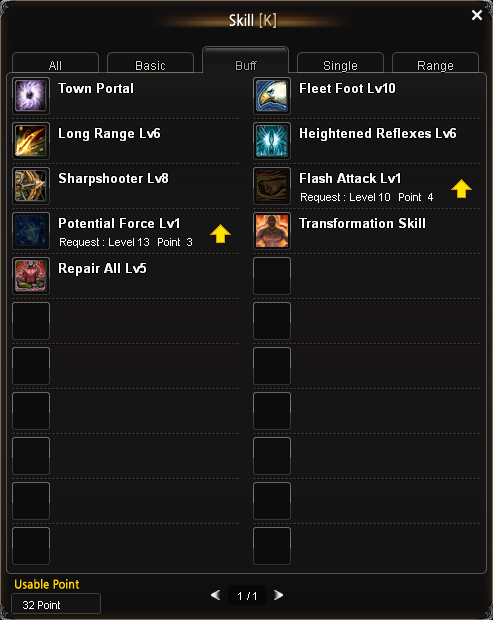 Skill [K]
All
Basic
Buff
Single
Range
Town Portal
Fleet Foot Lv10
Long Range Lv6
Heightened Reflexes Lv6
Sharpshooter Lv8
Flash Attack Lv1
Request : Level 10 Point 4
Potential Force Lv1
Request : Level 13 Point 3
Transformation Skill
Repair All Lv5
Usable Point
32 Point
1 / 1